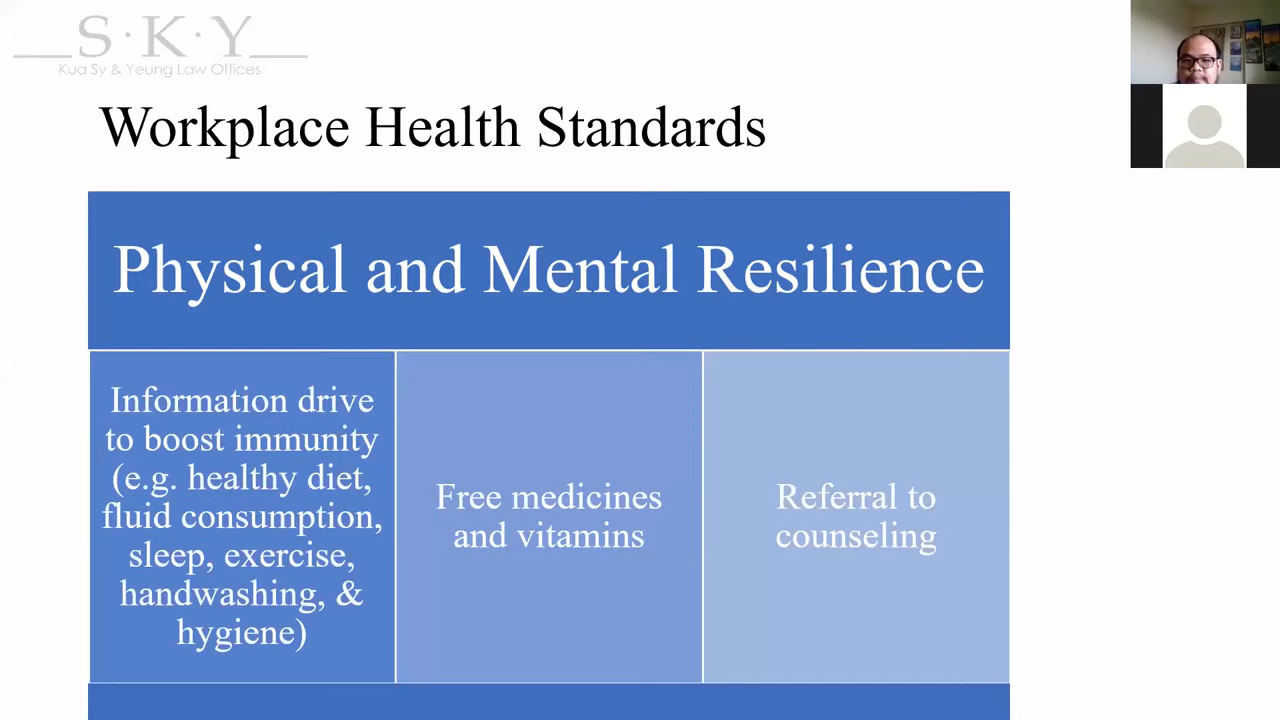 S·K·Y
Kua Sy & Yeung Law Offices
Workplace Health Standards
Physical and Mental Resilience
Information drive
to boost immunity
(e.g. healthy diet,
fluid consumption,
sleep, exercise,
handwashing, &
hygiene)
Free medicines
and vitamins
Referral to
counseling